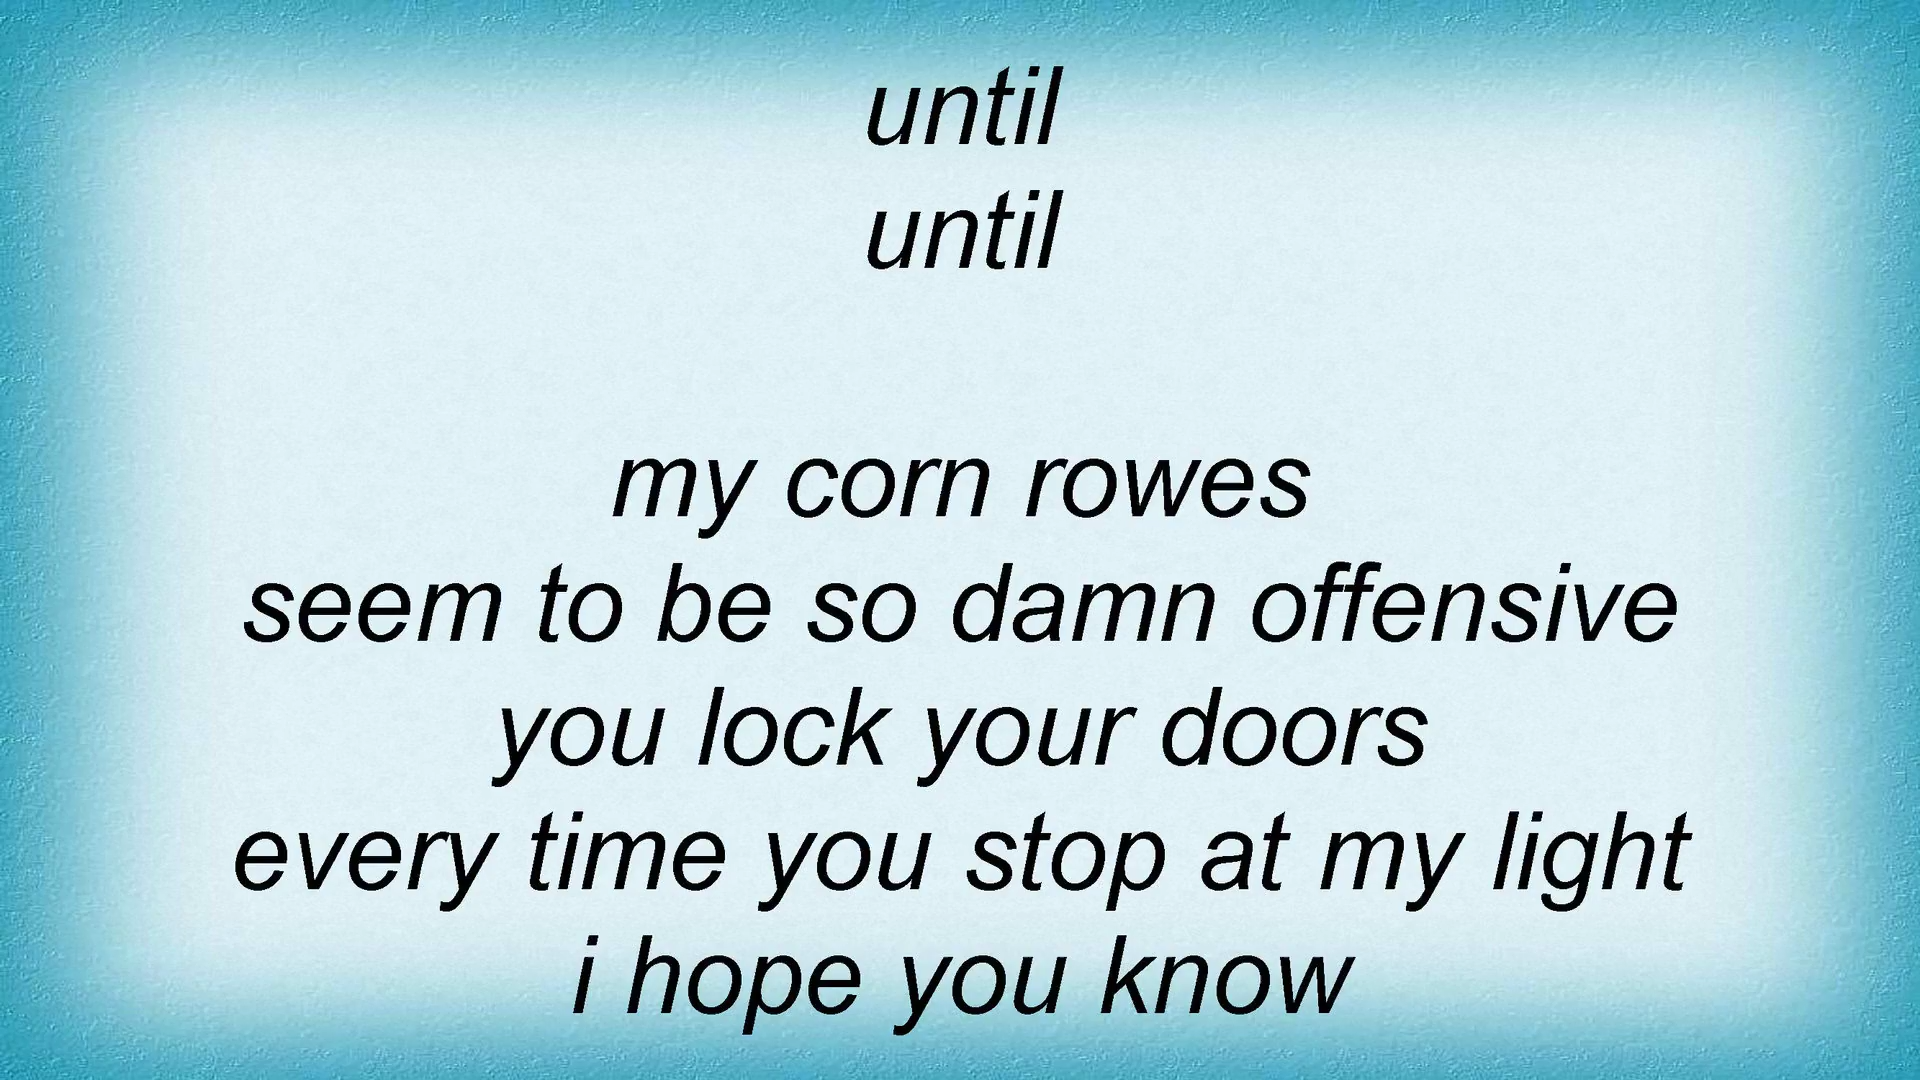 until
until
my corn rowes
seem to be so damn offensive
you lock your doors
every time you stop at my light
i hope you know